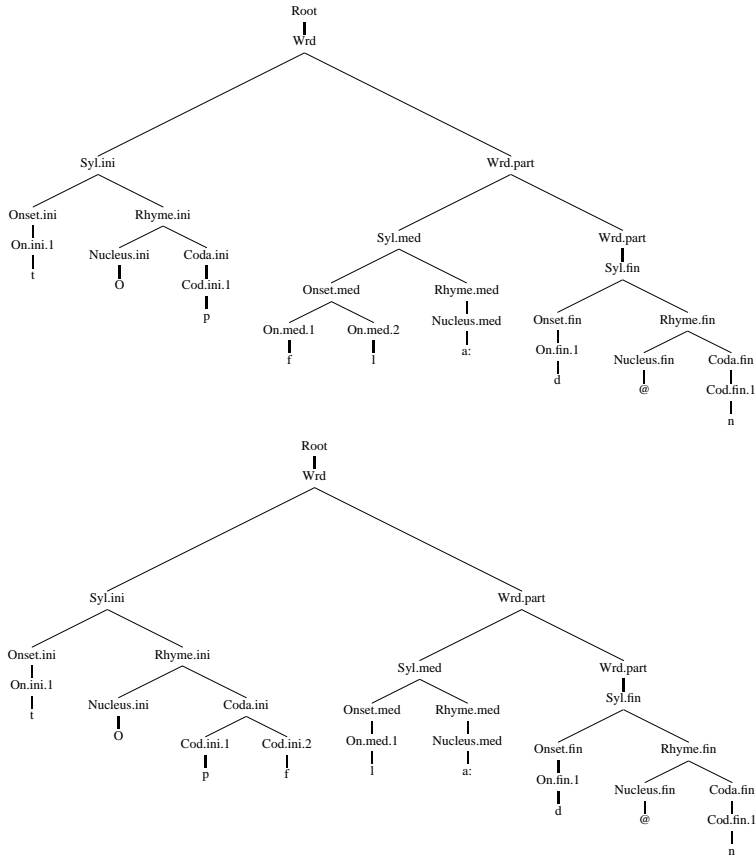 Root
Wrd
Syl.ini Wrd.part
Onset.ini Rhyme.ini Syl.med Wrd.part
On.ini.1 Nucleus.ini Coda.ini Onset.med Rhyme.med Syl.fin
t O Cod.ini.1 On.med.1 On.med.2 Nucleus.med Onset.fin Rhyme.fin
p f l a: On.fin.1 Nucleus.fin Coda.fin
d @ Cod.fin.1
n
Root
Wrd
Syl.ini Wrd.part
Onset.ini Rhyme.ini Syl.med Wrd.part
On.ini.1 Nucleus.ini Coda.ini Onset.med Rhyme.med Syl.fin
t O Cod.ini.1 Cod.ini.2 On.med.1 Nucleus.med Onset.fin Rhyme.fin
p f l a: On.fin.1 Nucleus.fin Coda.fin
d @ Cod.fin.1
n